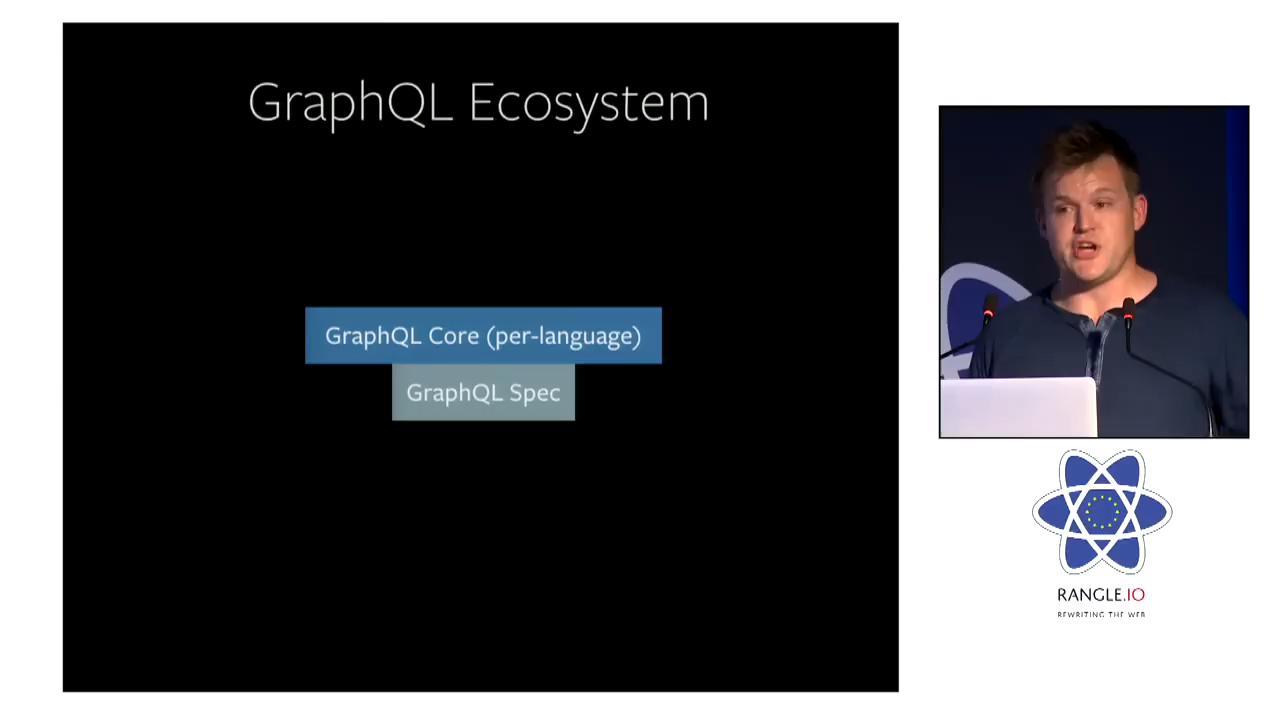 GraphQL Ecosystem
GraphQL Core (per-language)
GraphQL Spec
RANGLE.IO
REWRITING THE WEB